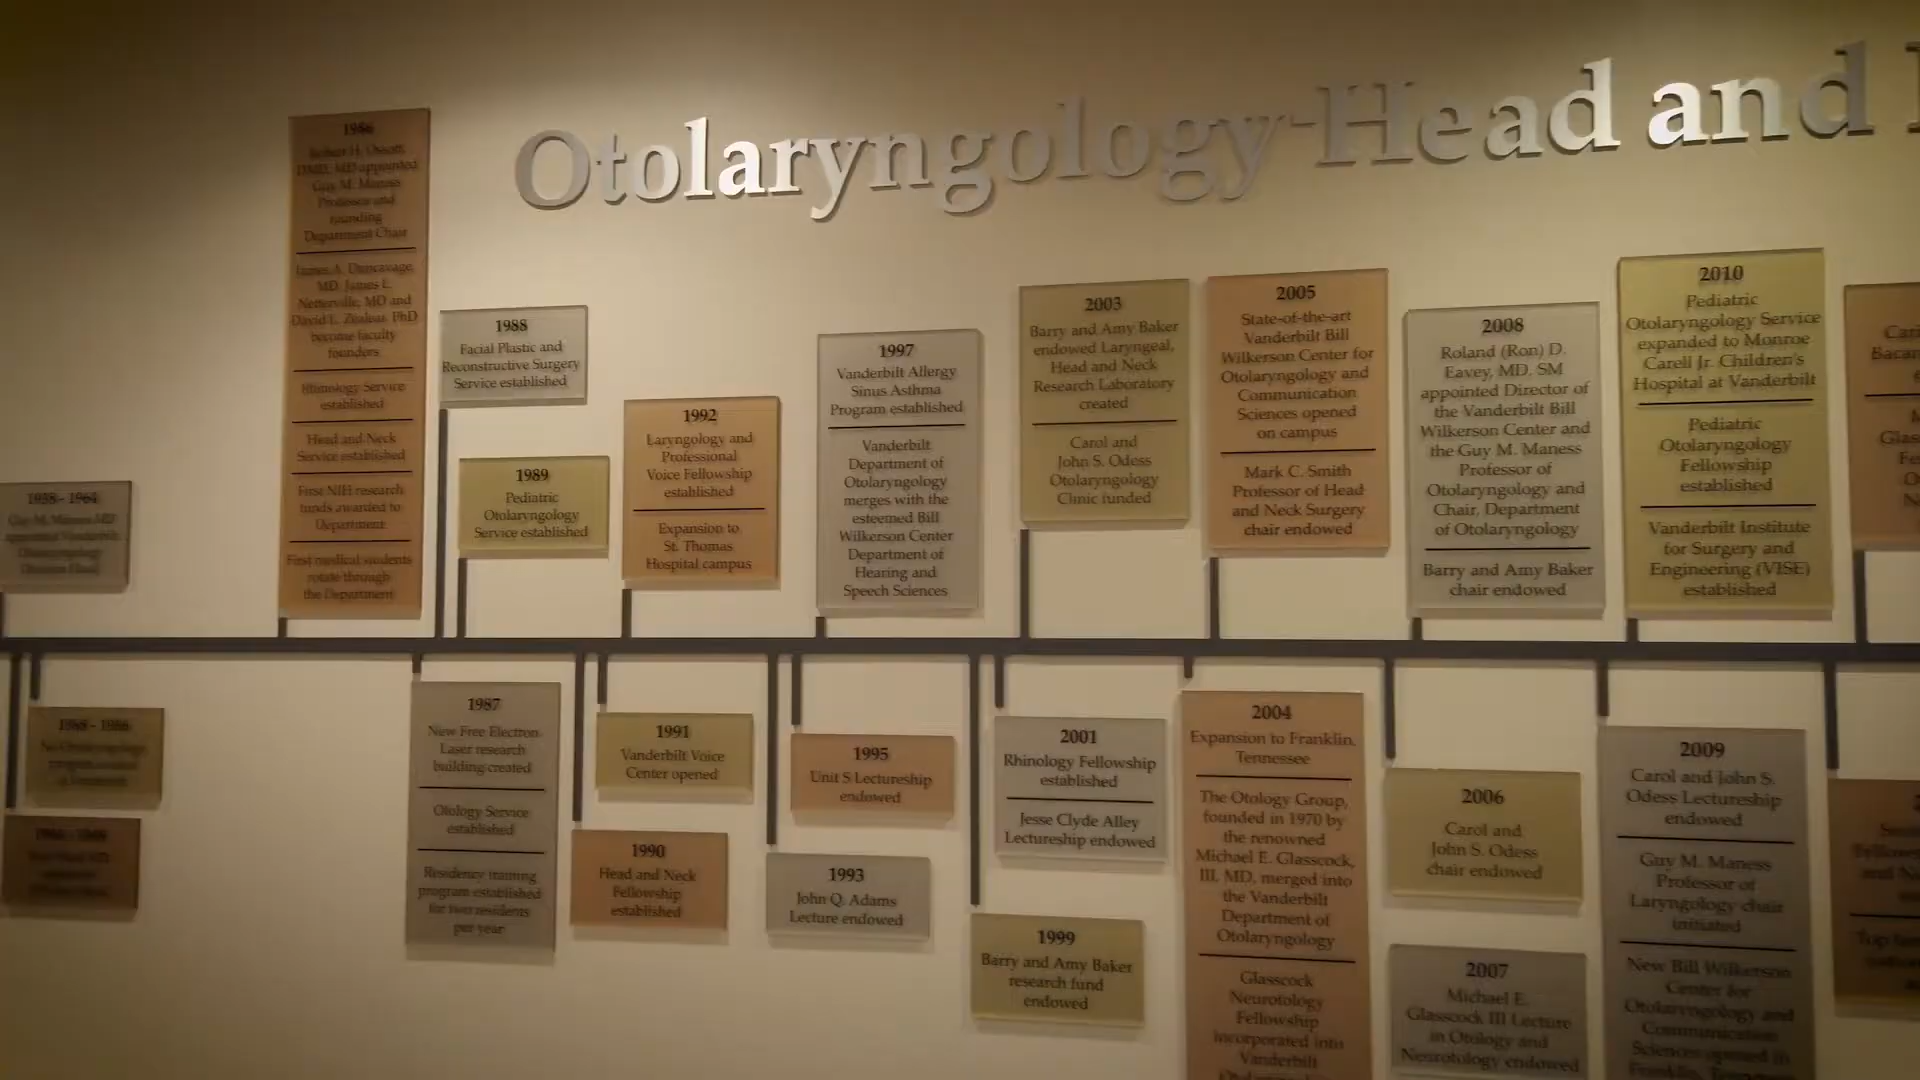 Otolaryngology-Head and
1986
Robert H. Ossoff,
DMD, MD appointed
Guy M. Maness
Professor and
founding
Department Chair
James A. Duncavage,
MD, James L.
Netterville, MD and
David L. Zealear, PhD
become faculty
founders
Rhinology Service
established
Head and Neck
Service established
First NIH research
funds awarded to
Department
First medical students
rotate through
the Department
1988
Facial Plastic and
Reconstructive Surgery
Service established
1989
Pediatric
Otolaryngology
Service established
1992
Laryngology and
Professional
Voice Fellowship
established
Expansion to
St. Thomas
Hospital campus
1997
Vanderbilt Allergy
Sinus Asthma
Program established
Vanderbilt
Department of
Otolaryngology
merges with the
esteemed Bill
Wilkerson Center
Department of
Hearing and
Speech Sciences
2003
Barry and Amy Baker
endowed Laryngeal,
Head and Neck
Research Laboratory
created
Carol and
John S. Odess
Otolaryngology
Clinic funded
2005
State-of-the-art
Vanderbilt Bill
Wilkerson Center for
Otolaryngology and
Communication
Sciences opened
on campus
Mark C. Smith
Professor of Head
and Neck Surgery
chair endowed
2008
Roland (Ron) D.
Eavey, MD, SM
appointed Director of
the Vanderbilt Bill
Wilkerson Center and
the Guy M. Maness
Professor of
Otolaryngology and
Chair, Department
of Otolaryngology
Barry and Amy Baker
chair endowed
2010
Pediatric
Otolaryngology Service
expanded to Monroe
Carell Jr. Children's
Hospital at Vanderbilt
Pediatric
Otolaryngology
Fellowship
established
Vanderbilt Institute
for Surgery and
Engineering (VISE)
established
Guy M. Maness MD
1987
New Free Electron
Laser research
building created
Otology Service
established
Residency training
program established
for two residents
per year
1991
Vanderbilt Voice
Center opened
1990
Head and Neck
Fellowship
established
1995
Unit S Lectureship
endowed
1993
John Q. Adams
Lecture endowed
2001
Rhinology Fellowship
established
Jesse Clyde Alley
Lectureship endowed
1999
Barry and Amy Baker
research fund
endowed
2004
Expansion to Franklin,
Tennessee
The Otology Group,
founded in 1970 by
the renowned
Michael E. Glasscock,
III, MD, merged into
the Vanderbilt
Department of
Otolaryngology
Glasscock
Neurotology
Fellowship
incorporated into
Vanderbilt
2006
Carol and
John S. Odess
chair endowed
2007
Michael E.
Glasscock III Lecture
in Otology and
Neurotology endowed
2009
Carol and John S.
Odess Lectureship
endowed
Guy M. Maness
Professor of
Laryngology chair
initiated
New Bill Wilkerson
Center for
Otolaryngology and
Communication
Sciences opened in
Franklin, Tennessee